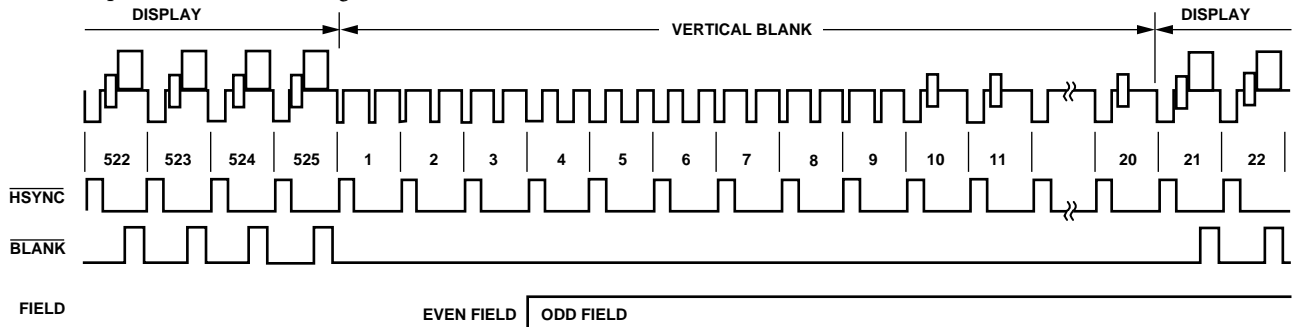 DISPLAY DISPLAY
VERTICAL BLANK
522 523 524 525 1 2 3 4 5 6 7 8 9 10 11 20 21 22
HSYNC
BLANK
FIELD EVEN FIELD ODD FIELD